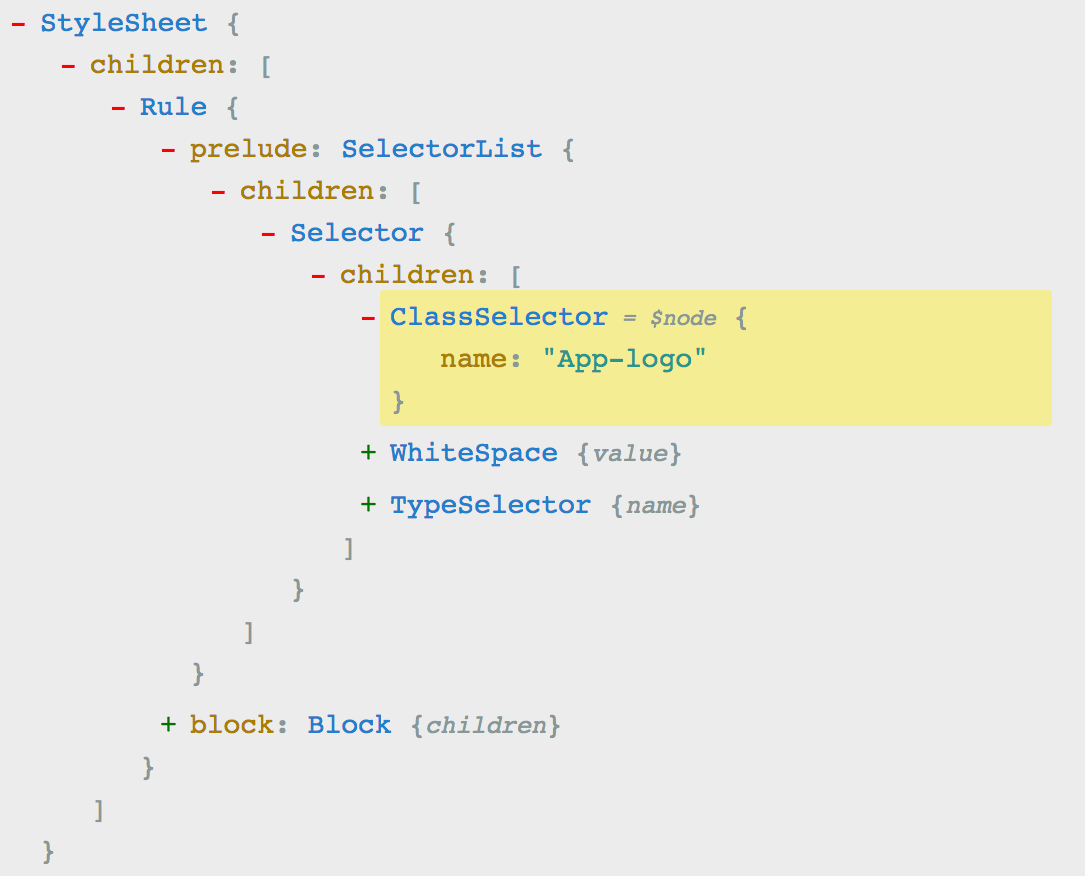 - StyleSheet {
- children: [
- Rule {
- prelude: SelectorList {
- children: [
- Selector {
- children: [
- ClassSelector = $node {
name: "App-logo"
}
+ WhiteSpace {value}
+ TypeSelector {name}
]
}
]
}
+ block: Block {children}
}
]
}